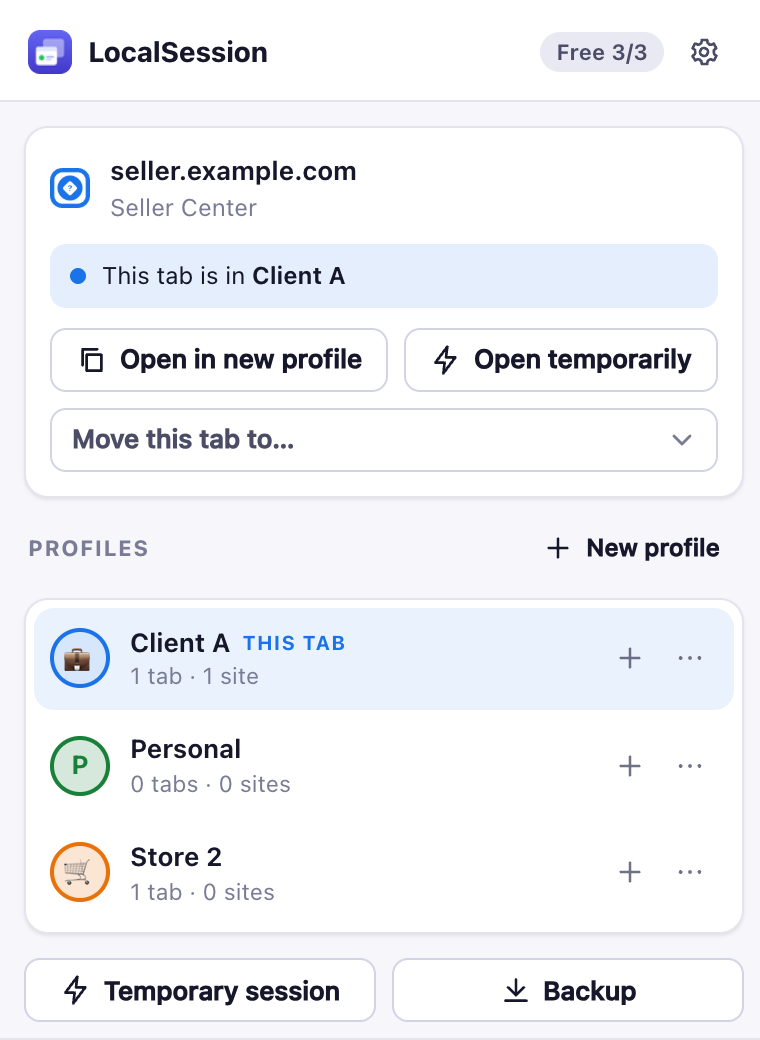 LocalSession
Free 3/3
seller.example.com
Seller Center
This tab is in Client A
Open in new profile
Open temporarily
Move this tab to...
PROFILES
New profile
Client A THIS TAB
1 tab · 1 site
P
Personal
0 tabs · 0 sites
Store 2
1 tab · 0 sites
Temporary session
Backup